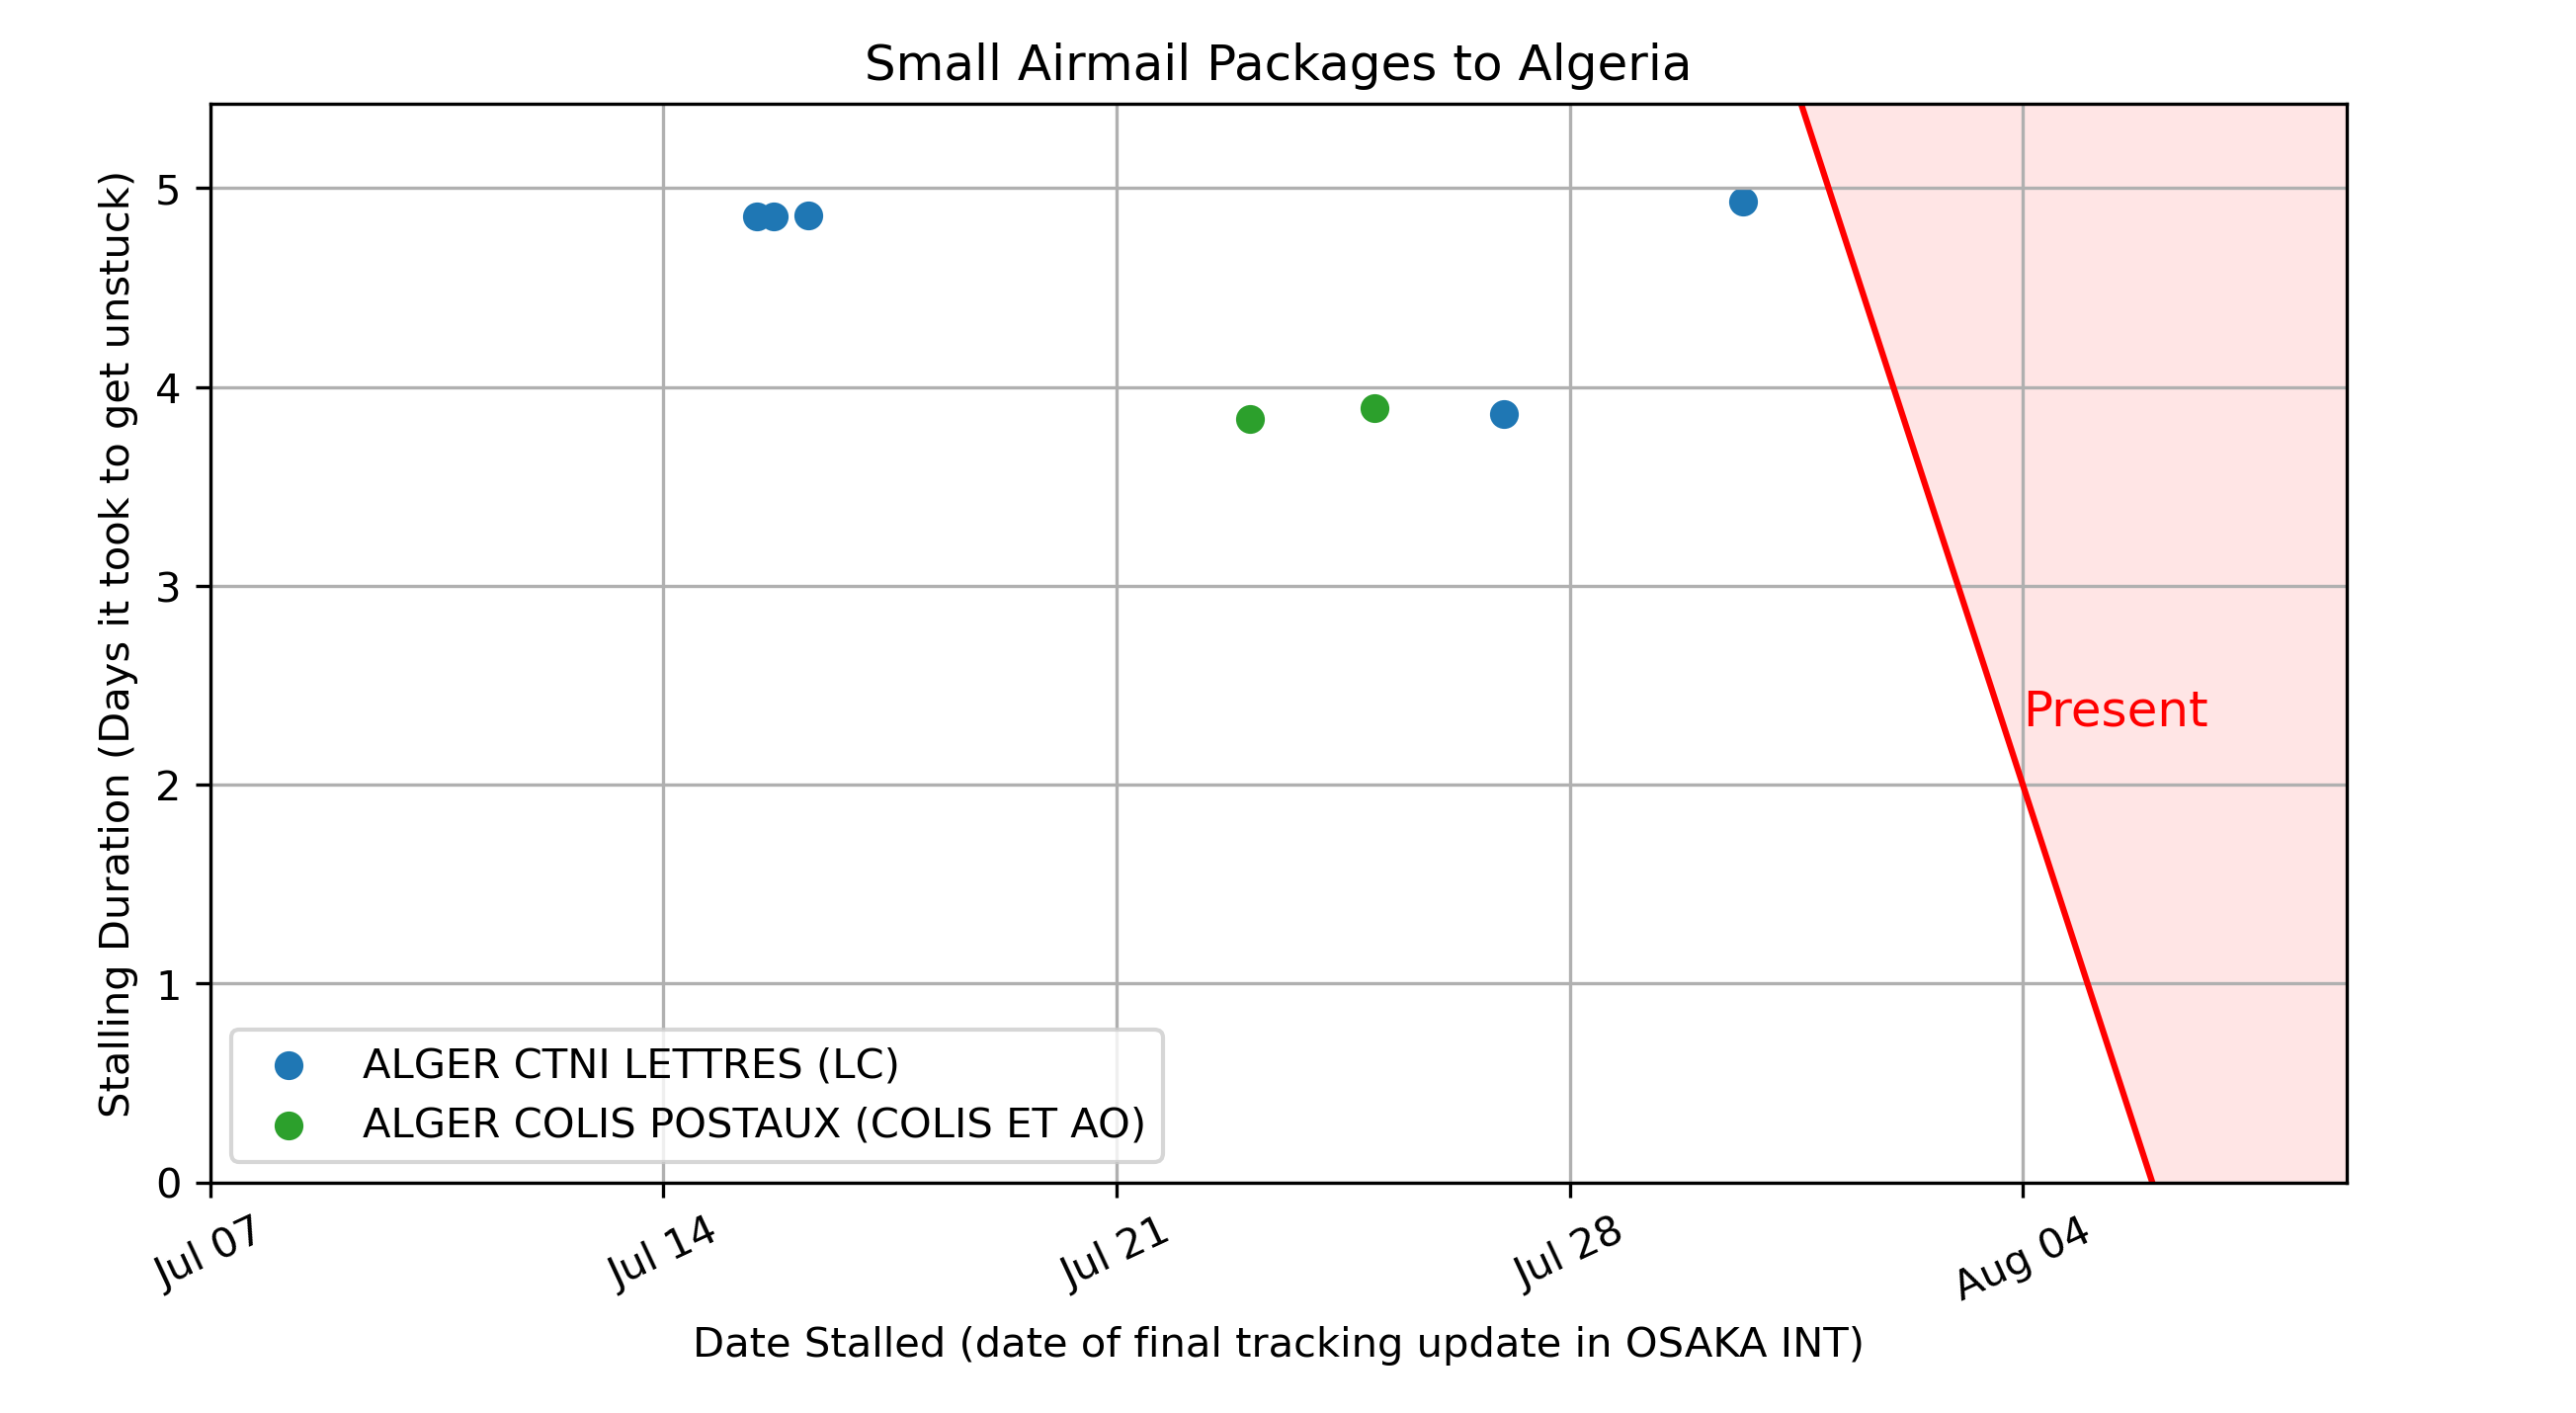 Small Airmail Packages to Algeria
Stalling Duration (Days it took to get unstuck)
5
4
3
2
1
0
Present
ALGER CTNI LETTRES (LC)
ALGER COLIS POSTAUX (COLIS ET AO)
Jul 07
Jul 14
Jul 21
Jul 28
Aug 04
Date Stalled (date of final tracking update in OSAKA INT)